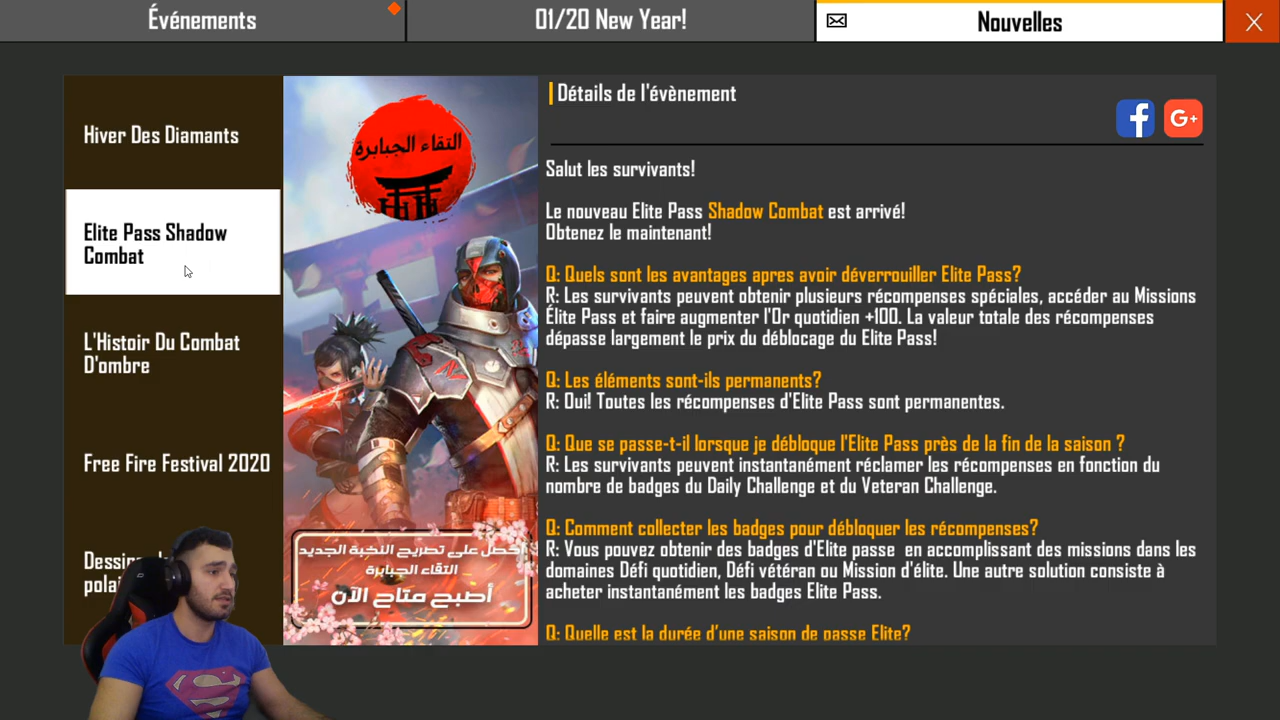 Événements
01/20 New Year!
Nouvelles
Hiver Des Diamants
Elite Pass Shadow
Combat
L'Histoir Du Combat
D'ombre
Free Fire Festival 2020
Dessin
polai
التقاء الجبابرة
احصل على تصريح النخبة الجديد
التقاء الجبابرة
أصبح متاح الآن
Détails de l'évènement
f
G+
Salut les survivants!
Le nouveau Elite Pass Shadow Combat est arrivé!
Obtenez le maintenant!
Q: Quels sont les avantages apres avoir déverrouiller Elite Pass?
R: Les survivants peuvent obtenir plusieurs récompenses spéciales, accéder au Missions
Élite Pass et faire augmenter l'Or quotidien +100. La valeur totale des récompenses
dépasse largement le prix du déblocage du Elite Pass!
Q: Les éléments sont-ils permanents?
R: Oui! Toutes les récompenses d'Elite Pass sont permanentes.
Q: Que se passe-t-il lorsque je débloque l'Elite Pass près de la fin de la saison ?
R: Les survivants peuvent instantanément réclamer les récompenses en fonction du
nombre de badges du Daily Challenge et du Veteran Challenge.
Q: Comment collecter les badges pour débloquer les récompenses?
R: Vous pouvez obtenir des badges d'Elite passe en accomplissant des missions dans les
domaines Défi quotidien, Défi vétéran ou Mission d'élite. Une autre solution consiste à
acheter instantanément les badges Elite Pass.
Q: Quelle est la durée d’une saison de passe Elite?